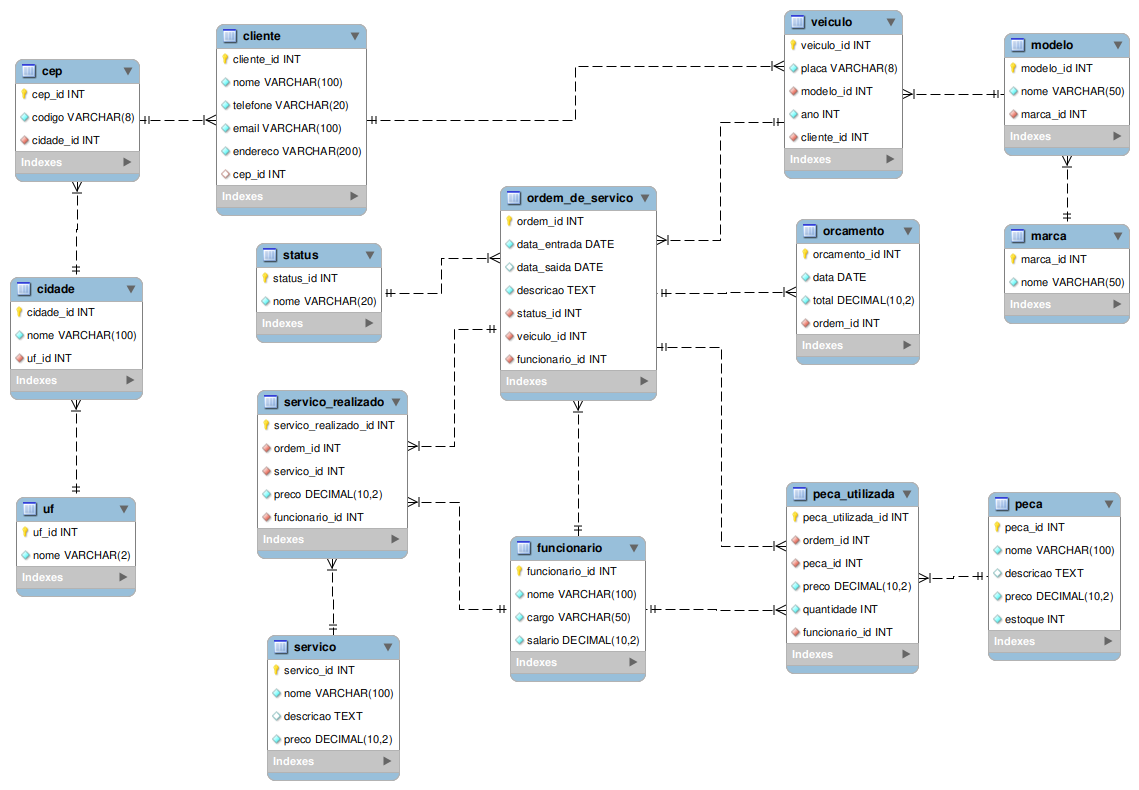 cep
cep_id INT
codigo VARCHAR(8)
cidade_id INT
Indexes
cliente
cliente_id INT
nome VARCHAR(100)
telefone VARCHAR(20)
email VARCHAR(100)
endereco VARCHAR(200)
cep_id INT
Indexes
veiculo
veiculo_id INT
placa VARCHAR(8)
modelo_id INT
ano INT
cliente_id INT
Indexes
modelo
modelo_id INT
nome VARCHAR(50)
marca_id INT
Indexes
cidade
cidade_id INT
nome VARCHAR(100)
uf_id INT
Indexes
status
status_id INT
nome VARCHAR(20)
Indexes
ordem_de_servico
ordem_id INT
data_entrada DATE
data_saida DATE
descricao TEXT
status_id INT
veiculo_id INT
funcionario_id INT
Indexes
orcamento
orcamento_id INT
data DATE
total DECIMAL(10,2)
ordem_id INT
Indexes
marca
marca_id INT
nome VARCHAR(50)
Indexes
uf
uf_id INT
nome VARCHAR(2)
Indexes
servico_realizado
servico_realizado_id INT
ordem_id INT
servico_id INT
preco DECIMAL(10,2)
funcionario_id INT
Indexes
funcionario
funcionario_id INT
nome VARCHAR(100)
cargo VARCHAR(50)
salario DECIMAL(10,2)
Indexes
peca_utilizada
peca_utilizada_id INT
ordem_id INT
peca_id INT
preco DECIMAL(10,2)
quantidade INT
funcionario_id INT
Indexes
peca
peca_id INT
nome VARCHAR(100)
descricao TEXT
preco DECIMAL(10,2)
estoque INT
Indexes
servico
servico_id INT
nome VARCHAR(100)
descricao TEXT
preco DECIMAL(10,2)
Indexes